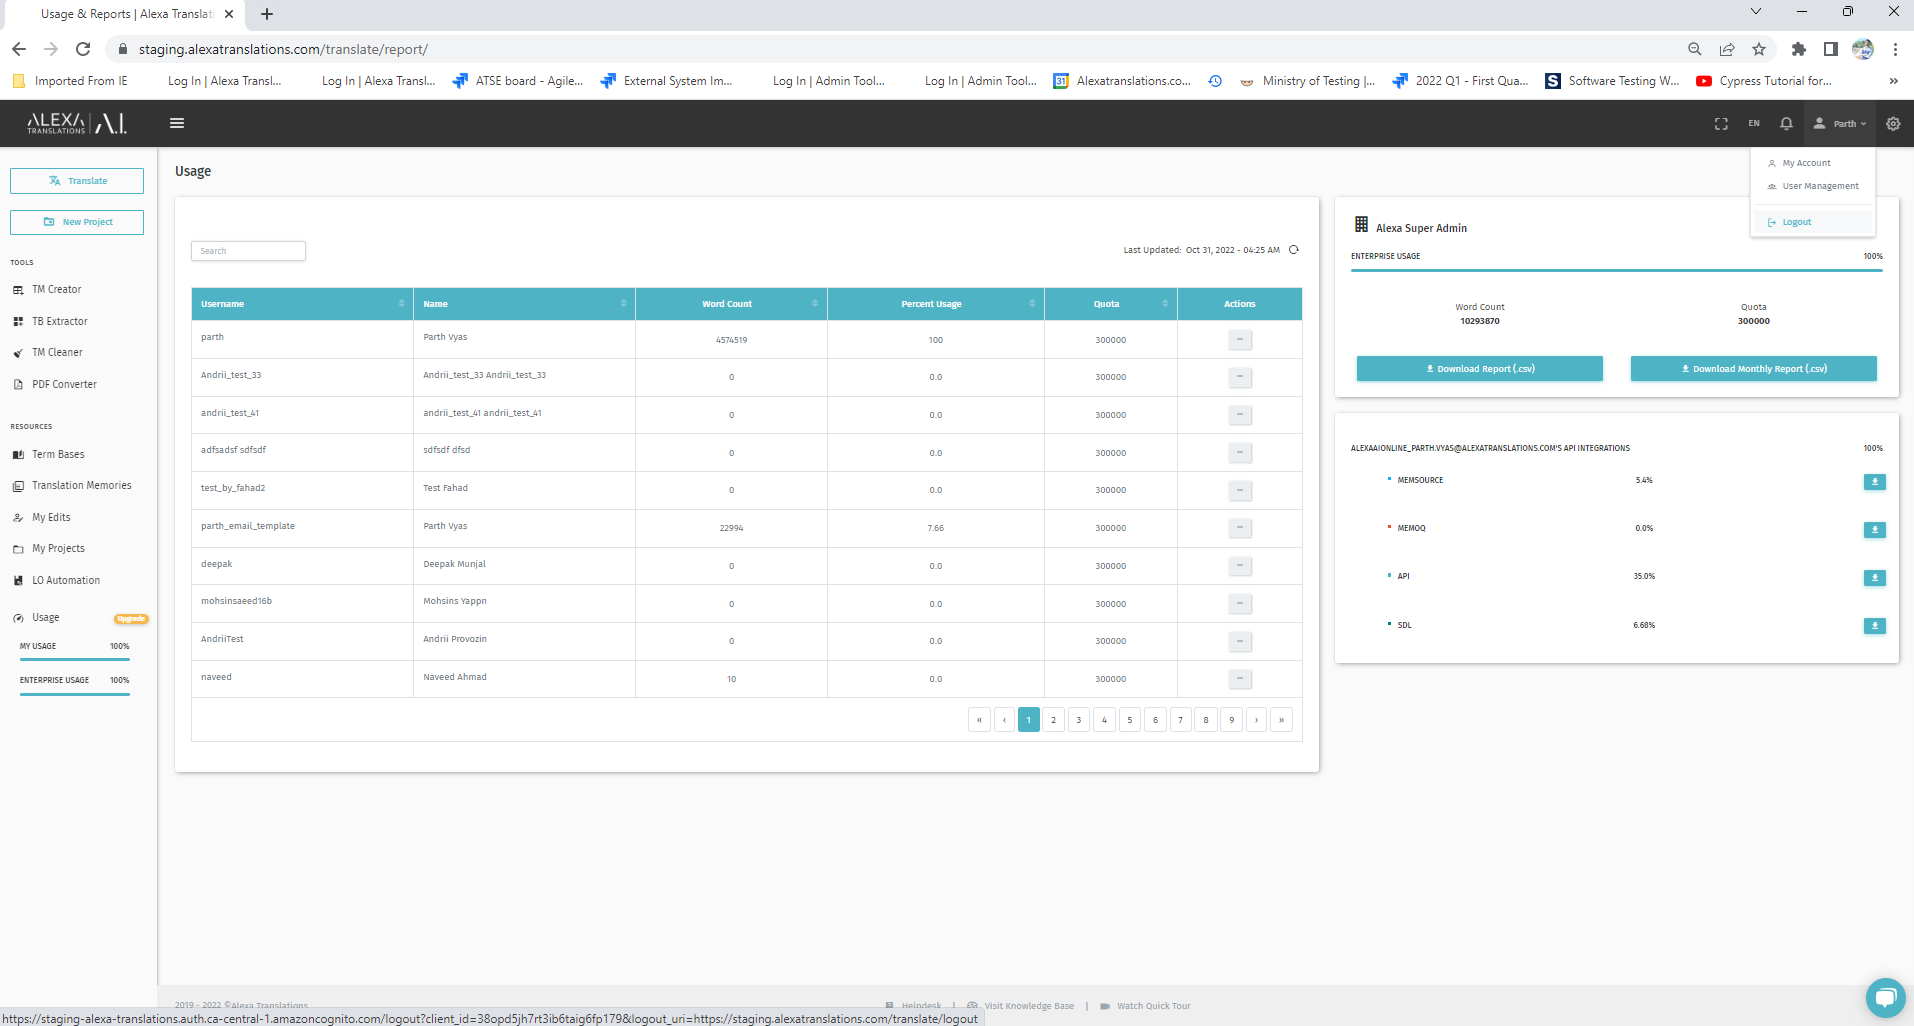 Usage & Reports | Alexa Translati
staging.alexatranslations.com/translate/report/
Imported From IE
Log In | Alexa Transl...
Log In | Alexa Transl...
ATSE board - Agile...
External System Im...
Log In | Admin Tool...
Log In | Admin Tool...
31
Alexatranslations.co...
Ministry of Testing |...
2022 Q1 - First Qua...
S
Software Testing W...
Cypress Tutorial for...
»
ALEXA TRANSLATIONS | A.I.
EN
Parth
My Account
User Management
Logout
Translate
New Project
TOOLS
TM Creator
TB Extractor
TM Cleaner
PDF Converter
RESOURCES
Term Bases
Translation Memories
My Edits
My Projects
LO Automation
Usage Upgrade
MY USAGE 100%
ENTERPRISE USAGE 100%
Usage
Search
Last Updated: Oct 31, 2022 - 04:25 AM
Username Name Word Count Percent Usage Quota Actions
parth Parth Vyas 4574519 100 300000
Andrii_test_33 Andrii_test_33 Andrii_test_33 0 0.0 300000
andrii_test_41 andrii_test_41 andrii_test_41 0 0.0 300000
adfsadsf sdfsdf sdfsdf dfsd 0 0.0 300000
test_by_fahad2 Test Fahad 0 0.0 300000
parth_email_template Parth Vyas 22994 7.66 300000
deepak Deepak Munjal 0 0.0 300000
mohsinsaeed16b Mohsins Yappn 0 0.0 300000
AndriiTest Andrii Provozin 0 0.0 300000
naveed Naveed Ahmad 10 0.0 300000
« ‹ 1 2 3 4 5 6 7 8 9 › »
Alexa Super Admin
ENTERPRISE USAGE 100%
Word Count Quota
10293870 300000
Download Report (.csv) Download Monthly Report (.csv)
ALEXAAIONLINE_PARTH.VYAS@ALEXATRANSLATIONS.COM'S API INTEGRATIONS 100%
MEMSOURCE 5.4%
MEMOQ 0.0%
API 35.0%
SDL 6.68%
2019 - 2022 ©Alexa Translations
Helpdesk | Visit Knowledge Base | Watch Quick Tour
https://staging-alexa-translations.auth.ca-central-1.amazoncognito.com/logout?client_id=38opd5jh7rt3ib6taig6fp179&logout_uri=https://staging.alexatranslations.com/translate/logout